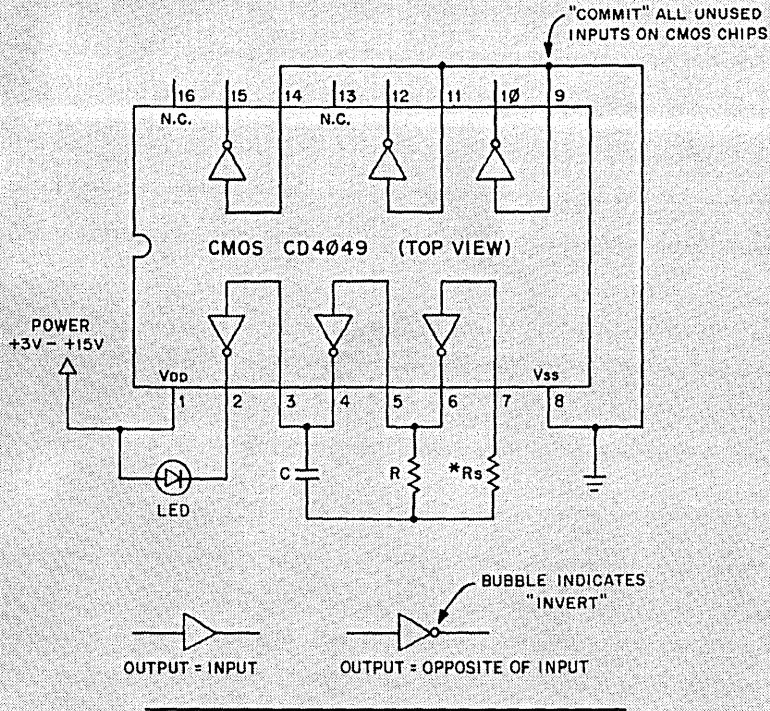 "COMMIT" ALL UNUSED
INPUTS ON CMOS CHIPS
16 15 14 13 12 11 1Ø 9
N.C. N.C.
CMOS CD4Ø49 (TOP VIEW)
POWER
+3V - +15V
VDD VSS
1 2 3 4 5 6 7 8
C R *Rs
LED
BUBBLE INDICATES
"INVERT"
OUTPUT = INPUT OUTPUT = OPPOSITE OF INPUT